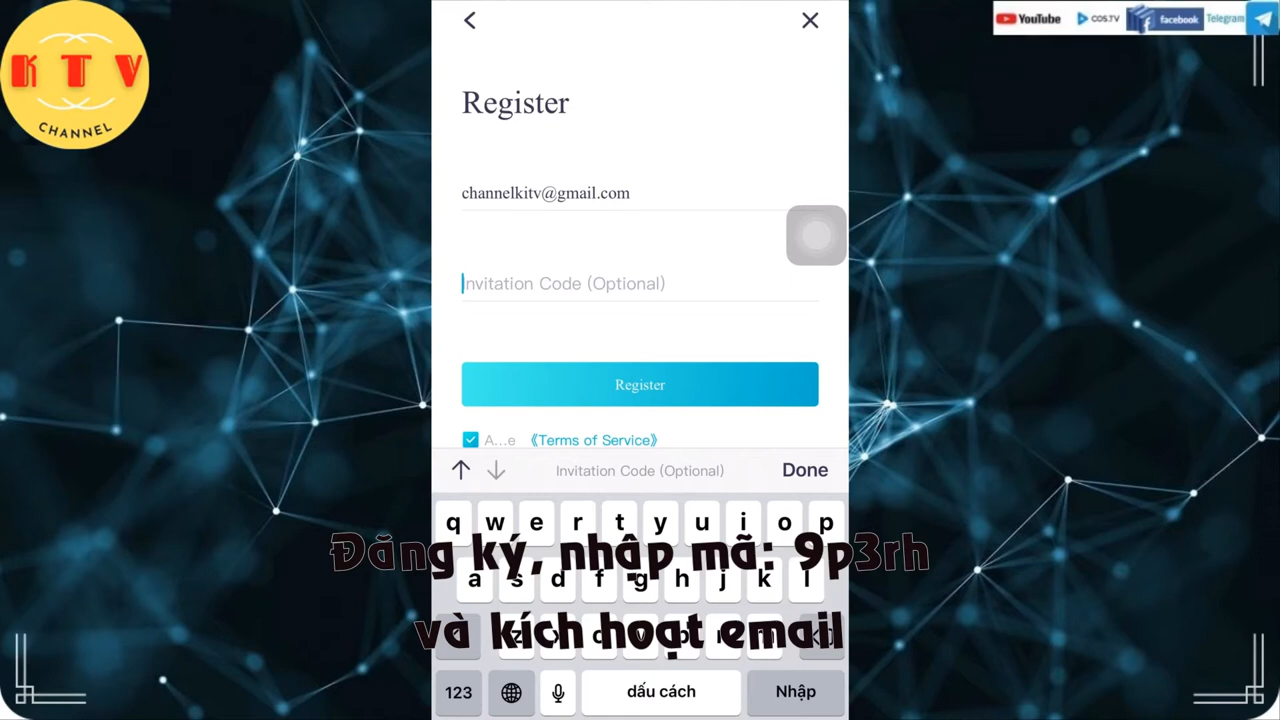 K T V
CHANNEL
YouTube
COS.TV
facebook
Telegram
Register
channelkitv@gmail.com
Invitation Code (Optional)
Register
A...e 《Terms of Service》
Invitation Code (Optional) Done
q w e r t y u i o p
Đăng ký, nhập mã: 9p3rh
a s d f g h j k l
và kích hoạt email
123 dấu cách Nhập